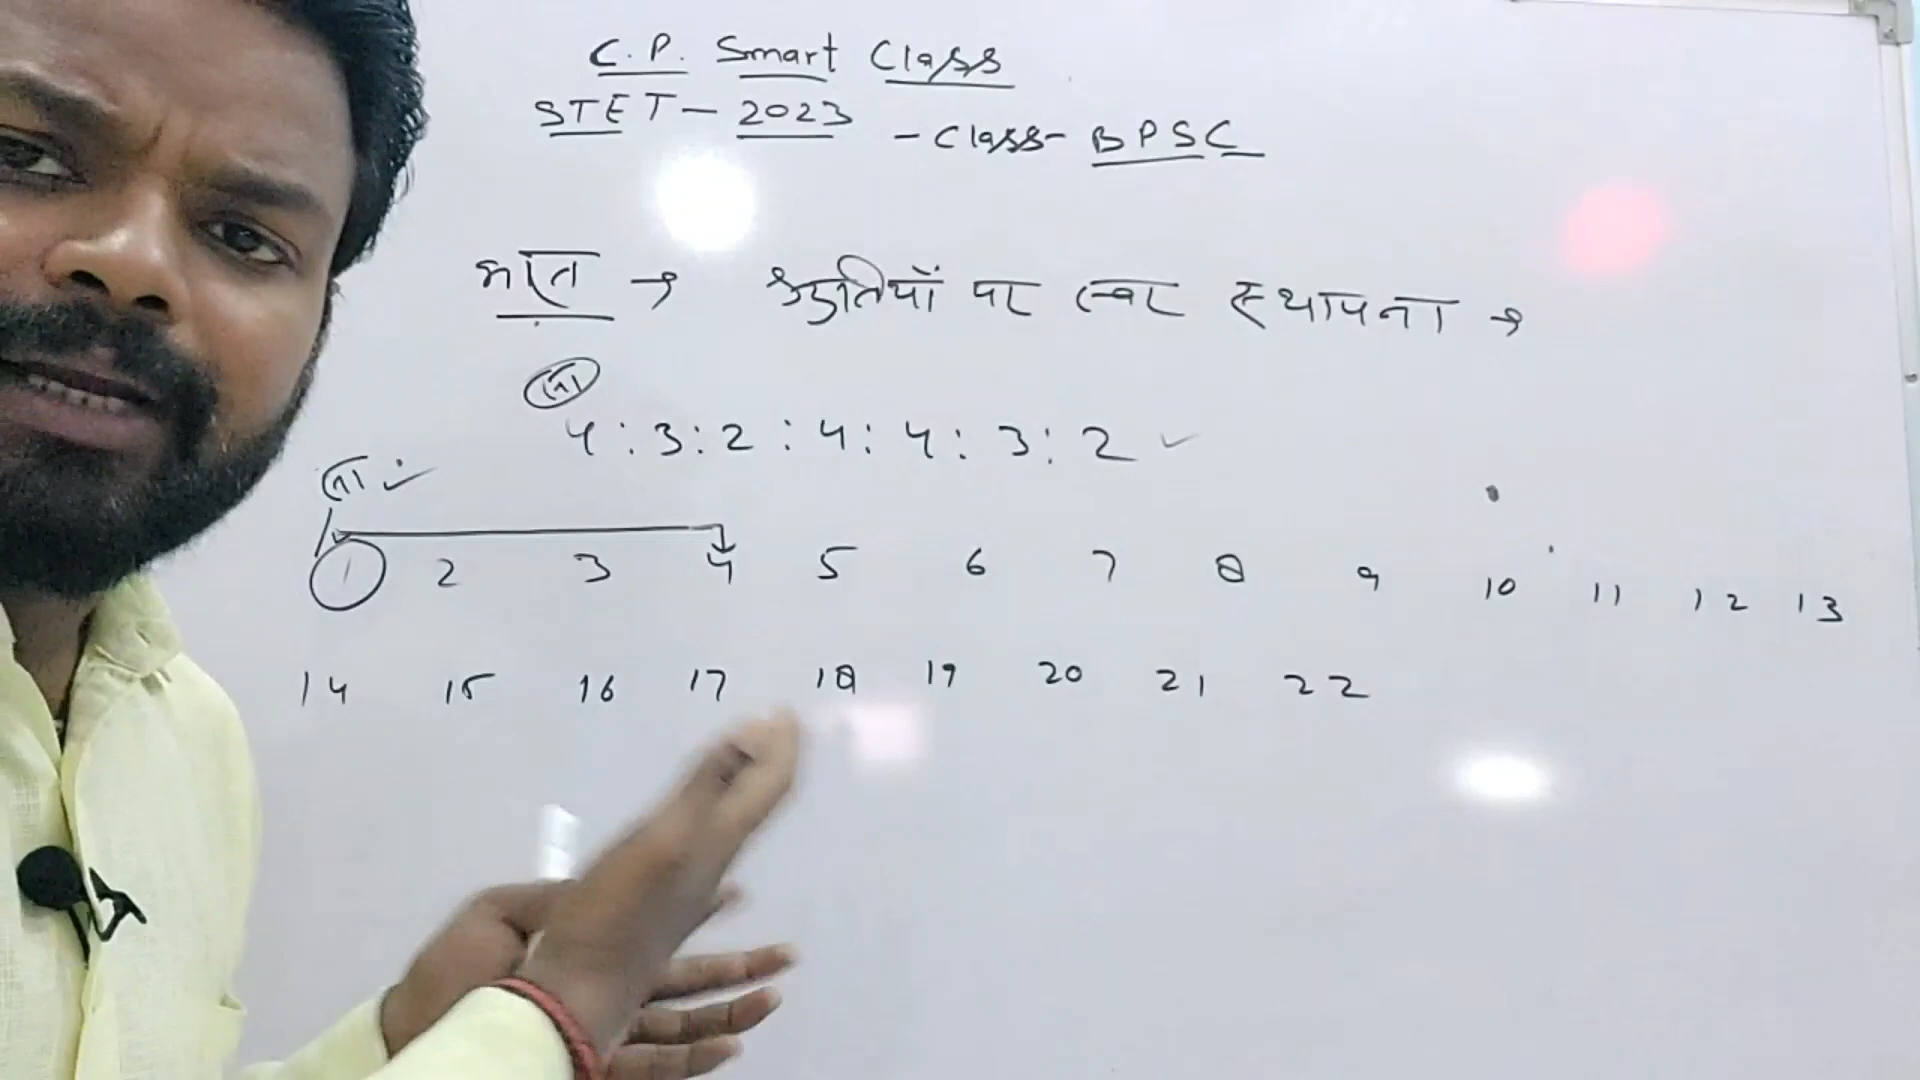 C.P. Smart Class
STET - 2023 - Class - BPSC
भरत → श्रुतियों पर स्वर स्थापना →
सा
4 : 3 : 2 : 4 : 4 : 3 : 2 ✓
सा ✓
1 2 3 4 5 6 7 8 9 10 11 12 13
14 15 16 17 18 19 20 21 22